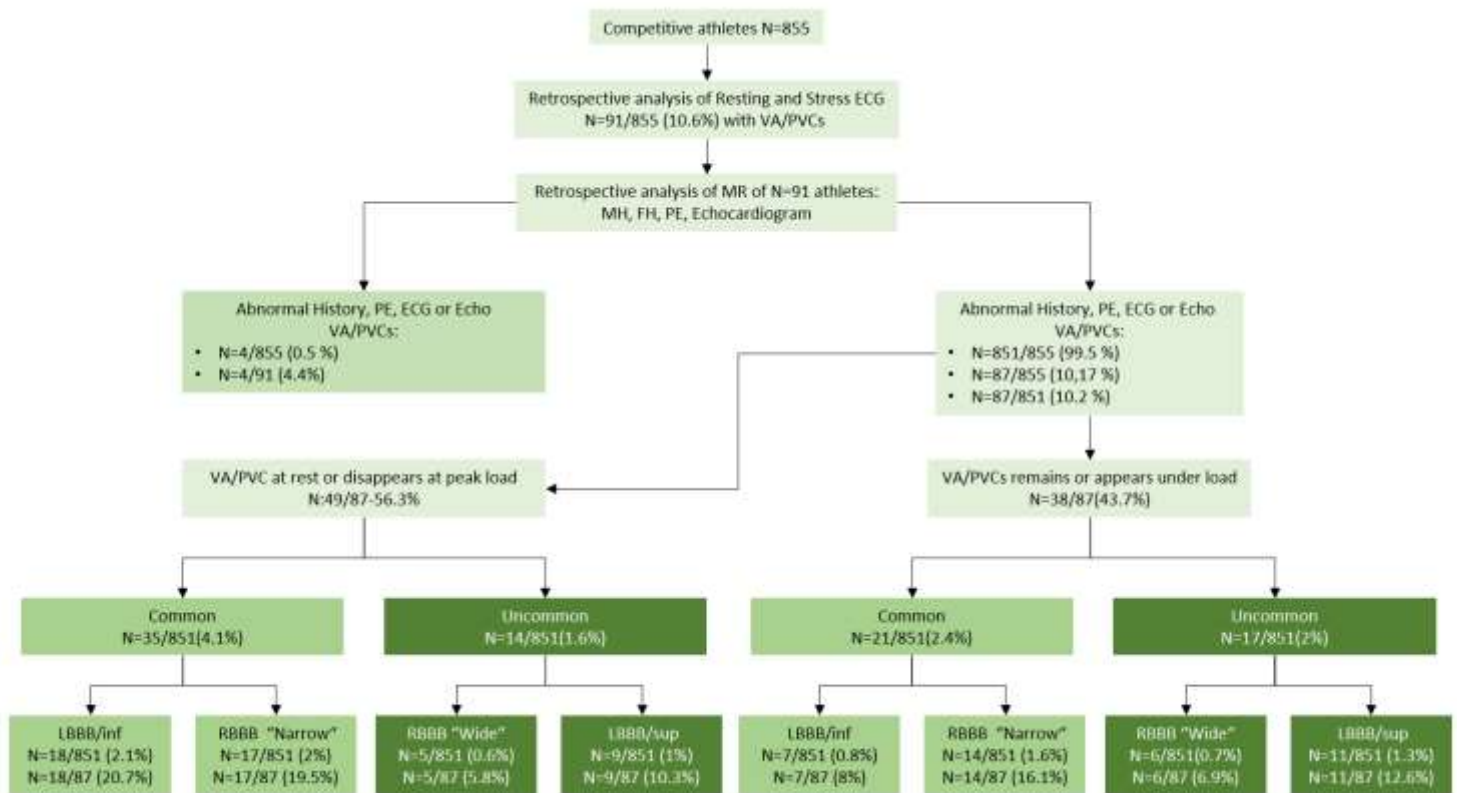 Competitive athletes N=855
Retrospective analysis of Resting and Stress ECG
N=91/855 (10.6%) with VA/PVCs
Retrospective analysis of MR of N=91 athletes:
MH, FH, PE, Echocardiogram
Abnormal History, PE, ECG or Echo
VA/PVCs:
• N=4/855 (0.5 %)
• N=4/91 (4.4%)
Abnormal History, PE, ECG or Echo
VA/PVCs:
• N=851/855 (99.5 %)
• N=87/855 (10,17 %)
• N=87/851 (10.2 %)
VA/PVC at rest or disappears at peak load
N:49/87-56.3%
VA/PVCs remains or appears under load
N=38/87(43.7%)
Common
N=35/851(4.1%)
Uncommon
N=14/851(1.6%)
Common
N=21/851(2.4%)
Uncommon
N=17/851(2%)
LBBB/inf
N=18/851 (2.1%)
N=18/87 (20.7%)
RBBB "Narrow"
N=17/851 (2%)
N=17/87 (19.5%)
RBBB "Wide"
N=5/851 (0.6%)
N=5/87 (5.8%)
LBBB/sup
N=9/851 (1%)
N=9/87 (10.3%)
LBBB/inf
N=7/851 (0.8%)
N=7/87 (8%)
RBBB "Narrow"
N=14/851 (1.6%)
N=14/87 (16.1%)
RBBB "Wide"
N=6/851(0.7%)
N=6/87 (6.9%)
LBBB/sup
N=11/851 (1.3%)
N=11/87 (12.6%)